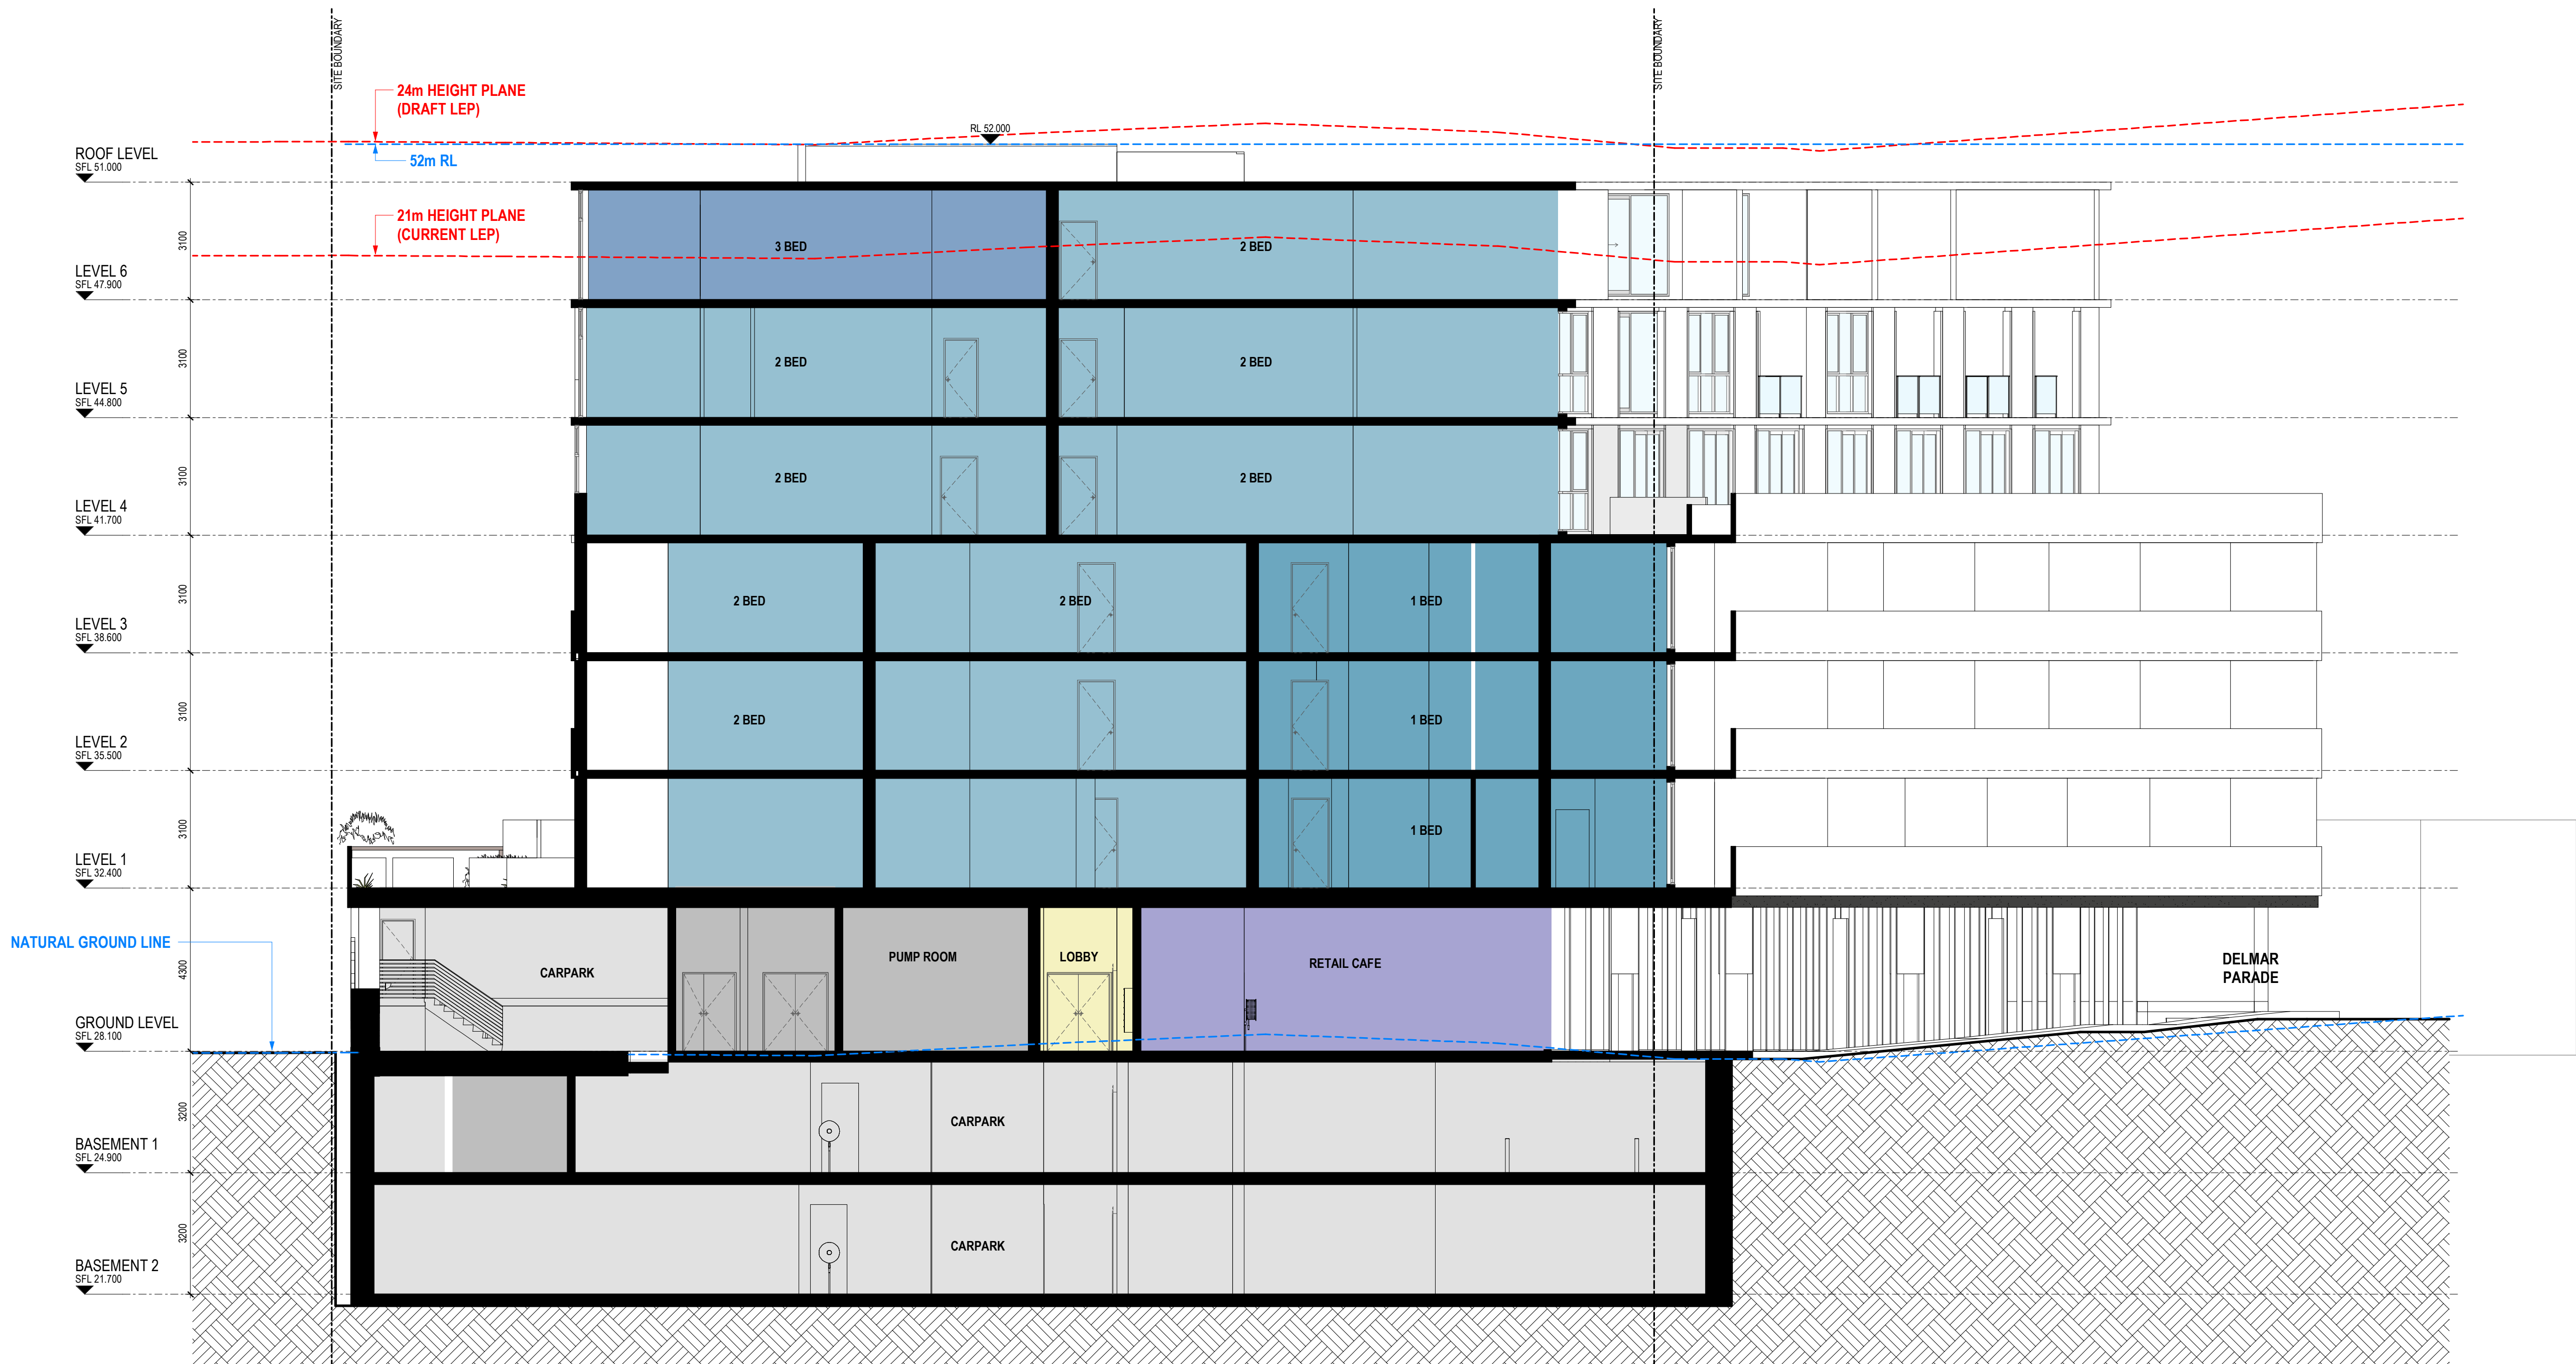 SITE BOUNDARY
SITE BOUNDARY
24m HEIGHT PLANE
(DRAFT LEP)
RL 52.000
52m RL
ROOF LEVEL
SFL 51.000
21m HEIGHT PLANE
(CURRENT LEP)
3100
3 BED
2 BED
LEVEL 6
SFL 47.900
3100
2 BED
2 BED
LEVEL 5
SFL 44.800
3100
2 BED
2 BED
LEVEL 4
SFL 41.700
3100
2 BED
2 BED
1 BED
LEVEL 3
SFL 38.600
3100
2 BED
1 BED
LEVEL 2
SFL 35.500
3100
1 BED
LEVEL 1
SFL 32.400
NATURAL GROUND LINE
4300
CARPARK
PUMP ROOM
LOBBY
RETAIL CAFE
DELMAR
PARADE
GROUND LEVEL
SFL 28.100
3200
CARPARK
BASEMENT 1
SFL 24.900
3200
CARPARK
BASEMENT 2
SFL 21.700